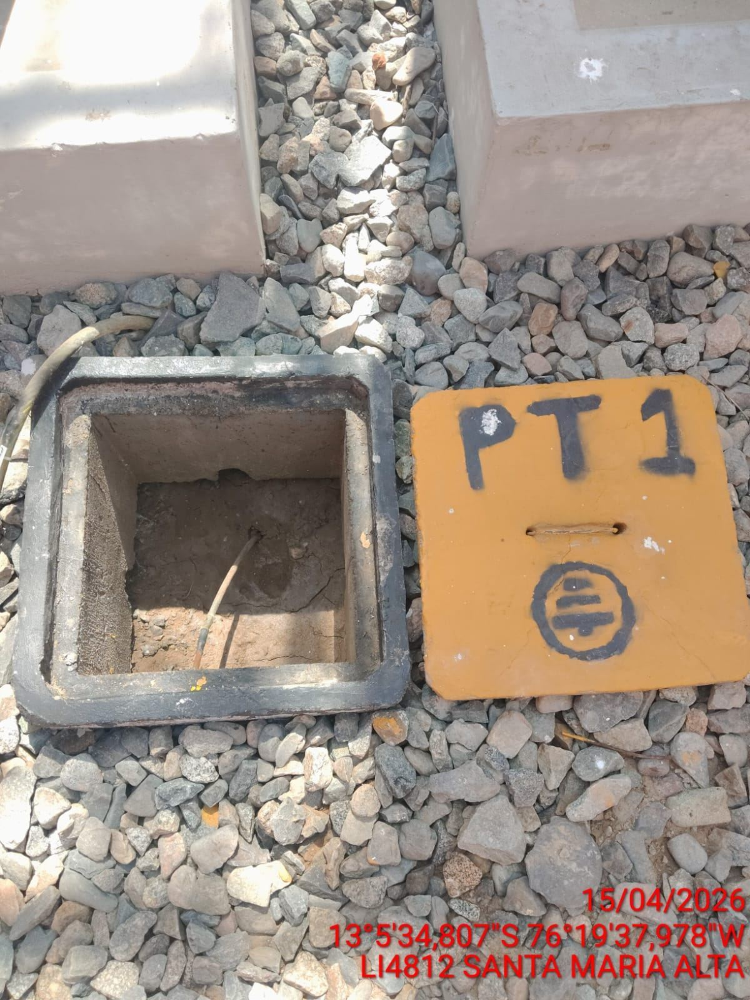 PT1
15/04/2026
13°5'34,807"S 76°19'37,978"W
LI4812 SANTA MARIA ALTA